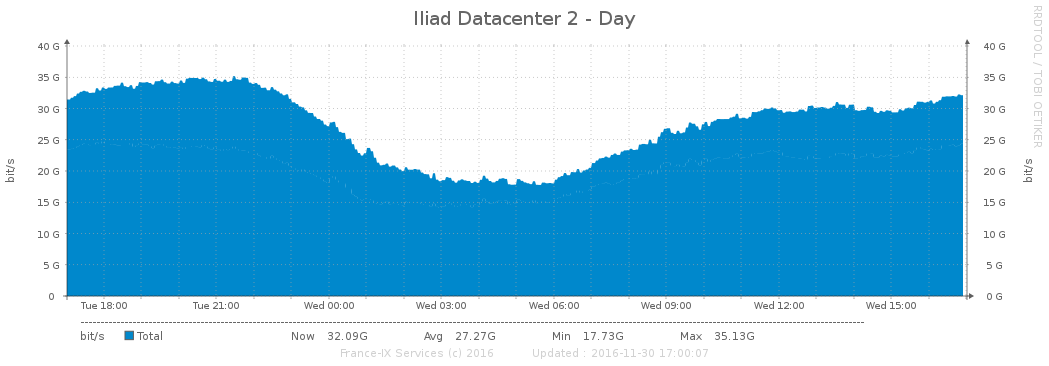 Iliad Datacenter 2 - Day
RRDTOOL / TOBI OETIKER
40 G 40 G
35 G 35 G
30 G 30 G
25 G 25 G
20 G 20 G
15 G 15 G
10 G 10 G
5 G 5 G
0 0 G
bit/s bit/s
Tue 18:00 Tue 21:00 Wed 00:00 Wed 03:00 Wed 06:00 Wed 09:00 Wed 12:00 Wed 15:00
bit/s Total Now 32.09G Avg 27.27G Min 17.73G Max 35.13G
France-IX Services (c) 2016 Updated : 2016-11-30 17:00:07